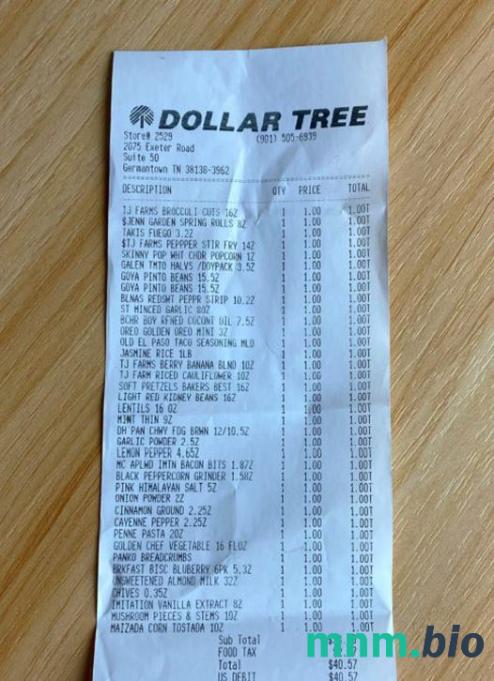 DOLLAR TREE
Store# 2529 (901) 505-6939
2075 Exeter Road
Suite 50
Germantown TN 38138-3962
DESCRIPTION QTY PRICE TOTAL
TJ FARMS BROCCOLI CUTS 16Z 1 1.00 1.00T
$JENN GARDEN SPRING ROLLS 8Z 1 1.00 1.00T
TAKIS FUEGO 3.2Z 1 1.00 1.00T
$TJ FARMS PEPPPER STIR FRY 14Z 1 1.00 1.00T
SKINNY POP WHT CHDR POPCORN 1Z 1 1.00 1.00T
GALEN TMTO HALVS /DOYPACK 3.5Z 1 1.00 1.00T
GOYA PINTO BEANS 15.5Z 1 1.00 1.00T
GOYA PINTO BEANS 15.5Z 1 1.00 1.00T
BLNAS REDSWT PEPPR STRIP 10.2Z 1 1.00 1.00T
ST MINCED GARLIC 8OZ 1 1.00 1.00T
BCHR BOY RFNED COCONT OIL 7.5Z 1 1.00 1.00T
OREO GOLDEN OREO MINI 3Z 1 1.00 1.00T
OLD EL PASO TACO SEASONING MLD 1 1.00 1.00T
JASMINE RICE 1LB 1 1.00 1.00T
TJ FARMS BERRY BANANA BLND 10Z 1 1.00 1.00T
TJ FARM RICED CAULIFLOWER 10Z 1 1.00 1.00T
SOFT PRETZELS BAKERS BEST 16Z 1 1.00 1.00T
LIGHT RED KIDNEY BEANS 16Z 1 1.00 1.00T
LENTILS 16 OZ 1 1.00 1.00T
MINT THIN 9Z 1 1.00 1.00T
DH PAN CHWY FDG BRWN 12/10.5Z 1 1.00 1.00T
GARLIC POWDER 2.5Z 1 1.00 1.00T
LEMON PEPPER 4.65Z 1 1.00 1.00T
MC APLWD IMTN BACON BITS 1.87Z 1 1.00 1.00T
BLACK PEPPERCORN GRINDER 1.58Z 1 1.00 1.00T
PINK HIMALAYAN SALT 5Z 1 1.00 1.00T
ONION POWDER 2Z 1 1.00 1.00T
CINNAMON GROUND 2.25Z 1 1.00 1.00T
CAYENNE PEPPER 2.25Z 1 1.00 1.00T
PENNE PASTA 20Z 1 1.00 1.00T
GOLDEN CHEF VEGETABLE 16 FLOZ 1 1.00 1.00T
PANKO BREADCRUMBS 1 1.00 1.00T
BRKFAST BISC BLUBERRY 6PK 5.3Z 1 1.00 1.00T
UNSWEETENED ALMOND MILK 32Z 1 1.00 1.00T
CHIVES 0.35Z 1 1.00 1.00T
IMITATION VANILLA EXTRACT 8Z 1 1.00 1.00T
MUSHROOM PIECES & STEMS 10Z 1 1.00 1.00T
MAIZADA CORN TOSTADA 10Z 1 1.00 1.00T
Sub Total
FOOD TAX
Total $40.57
US DEBIT $40.57
mnm.bio